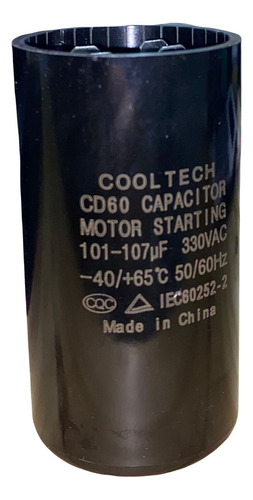 COOLTECH
CD60 CAPACITOR
MOTOR STARTING
101-107μF 330VAC
-40/+65℃ 50/60Hz
CQC IEC60252-2
Made in China